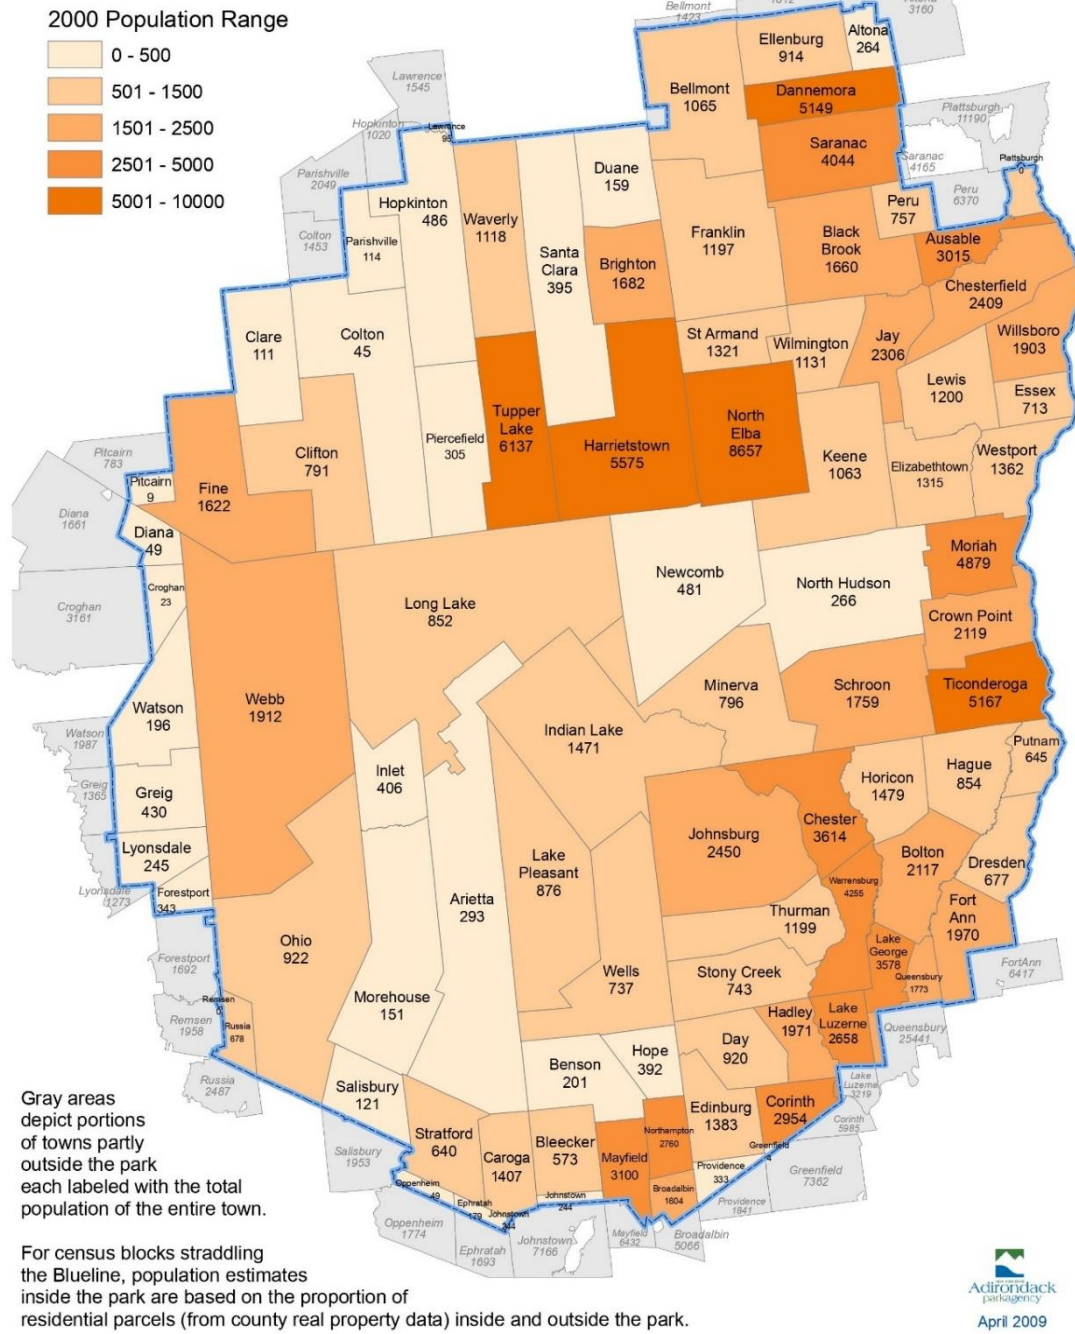 2000 Population Range
0 - 500
501 - 1500
1501 - 2500
2501 - 5000
5001 - 10000
Bellmont
1423
3160
Altona
264
Ellenburg
914
Bellmont
1065
Dannemora
5149
Lawrence
1545
Plattsburgh
11190
Hopkinton
1020
Lawrence
95
Saranac
4044
Saranac
4165
Plattsburgh
0
Parishville
2049
Duane
159
Peru
6370
Peru
757
Hopkinton
486
Waverly
1118
Colton
1453
Parishville
114
Franklin
1197
Black
Brook
1660
Ausable
3015
Santa
Clara
395
Brighton
1682
Chesterfield
2409
Clare
111
Colton
45
St Armand
1321
Wilmington
1131
Jay
2306
Willsboro
1903
Lewis
1200
Essex
713
Tupper
Lake
6137
North
Elba
8657
Piercefield
305
Harrietstown
5575
Clifton
791
Keene
1063
Elizabethtown
1315
Westport
1362
Pitcairn
783
Pitcairn
9
Fine
1622
Diana
1661
Diana
49
Moriah
4879
Newcomb
481
North Hudson
266
Croghan
23
Croghan
3161
Long Lake
852
Crown Point
2119
Ticonderoga
5167
Minerva
796
Schroon
1759
Webb
1912
Watson
196
Indian Lake
1471
Watson
1987
Putnam
645
Hague
854
Horicon
1479
Inlet
406
Greig
1365
Greig
430
Chester
3614
Johnsburg
2450
Lyonsdale
245
Bolton
2117
Lake
Pleasant
876
Dresden
677
Lyonsdale
1273
Forestport
343
Arietta
293
Warrensburg
4255
Fort
Ann
1970
Thurman
1199
Ohio
922
Lake
George
3578
Forestport
1692
FortAnn
6417
Wells
737
Stony Creek
743
Queensbury
1773
Morehouse
151
Remsen
0
Remsen
1958
Russia
678
Hadley
1971
Lake
Luzerne
2658
Queensbury
25441
Day
920
Hope
392
Benson
201
Russia
2487
Salisbury
121
Lake
Luzerne
3219
Corinth
2954
Edinburg
1383
Corinth
5985
Gray areas
depict portions
of towns partly
outside the park
each labeled with the total
population of the entire town.
Stratford
640
Caroga
1407
Bleecker
573
Northampton
2760
Mayfield
3100
Greenfield
4
Salisbury
1953
Providence
333
Greenfield
7362
Oppenheim
49
Ephratah
179
Johnstown
244
Johnstown
244
Broadalbin
1604
Providence
1841
Oppenheim
1774
Ephratah
1693
Johnstown
7166
Mayfield
6432
Broadalbin
5066
For census blocks straddling
the Blueline, population estimates
inside the park are based on the proportion of
residential parcels (from county real property data) inside and outside the park.
Adirondack
parkagency
April 2009